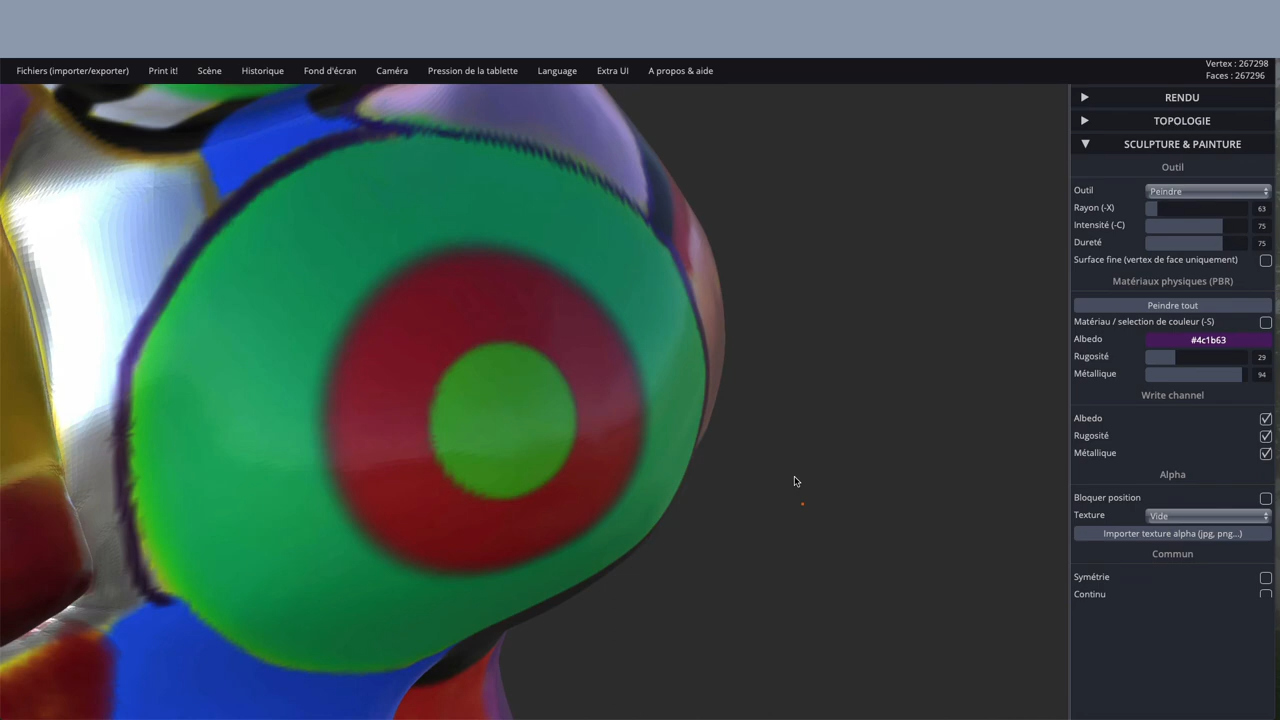 Fichiers (importer/exporter) Print it! Scène Historique Fond d'écran Caméra Pression de la tablette Language Extra UI A propos & aide
Vertex : 267298
Faces : 267296
RENDU
TOPOLOGIE
SCULPTURE & PAINTURE
Outil
Outil Peindre
Rayon (-X) 63
Intensité (-C) 75
Dureté 75
Surface fine (vertex de face uniquement)
Matériaux physiques (PBR)
Peindre tout
Matériau / selection de couleur (-S)
Albedo #4c1b63
Rugosité 29
Métallique 94
Write channel
Albedo
Rugosité
Métallique
Alpha
Bloquer position
Texture Vide
Importer texture alpha (jpg, png...)
Commun
Symétrie
Continu